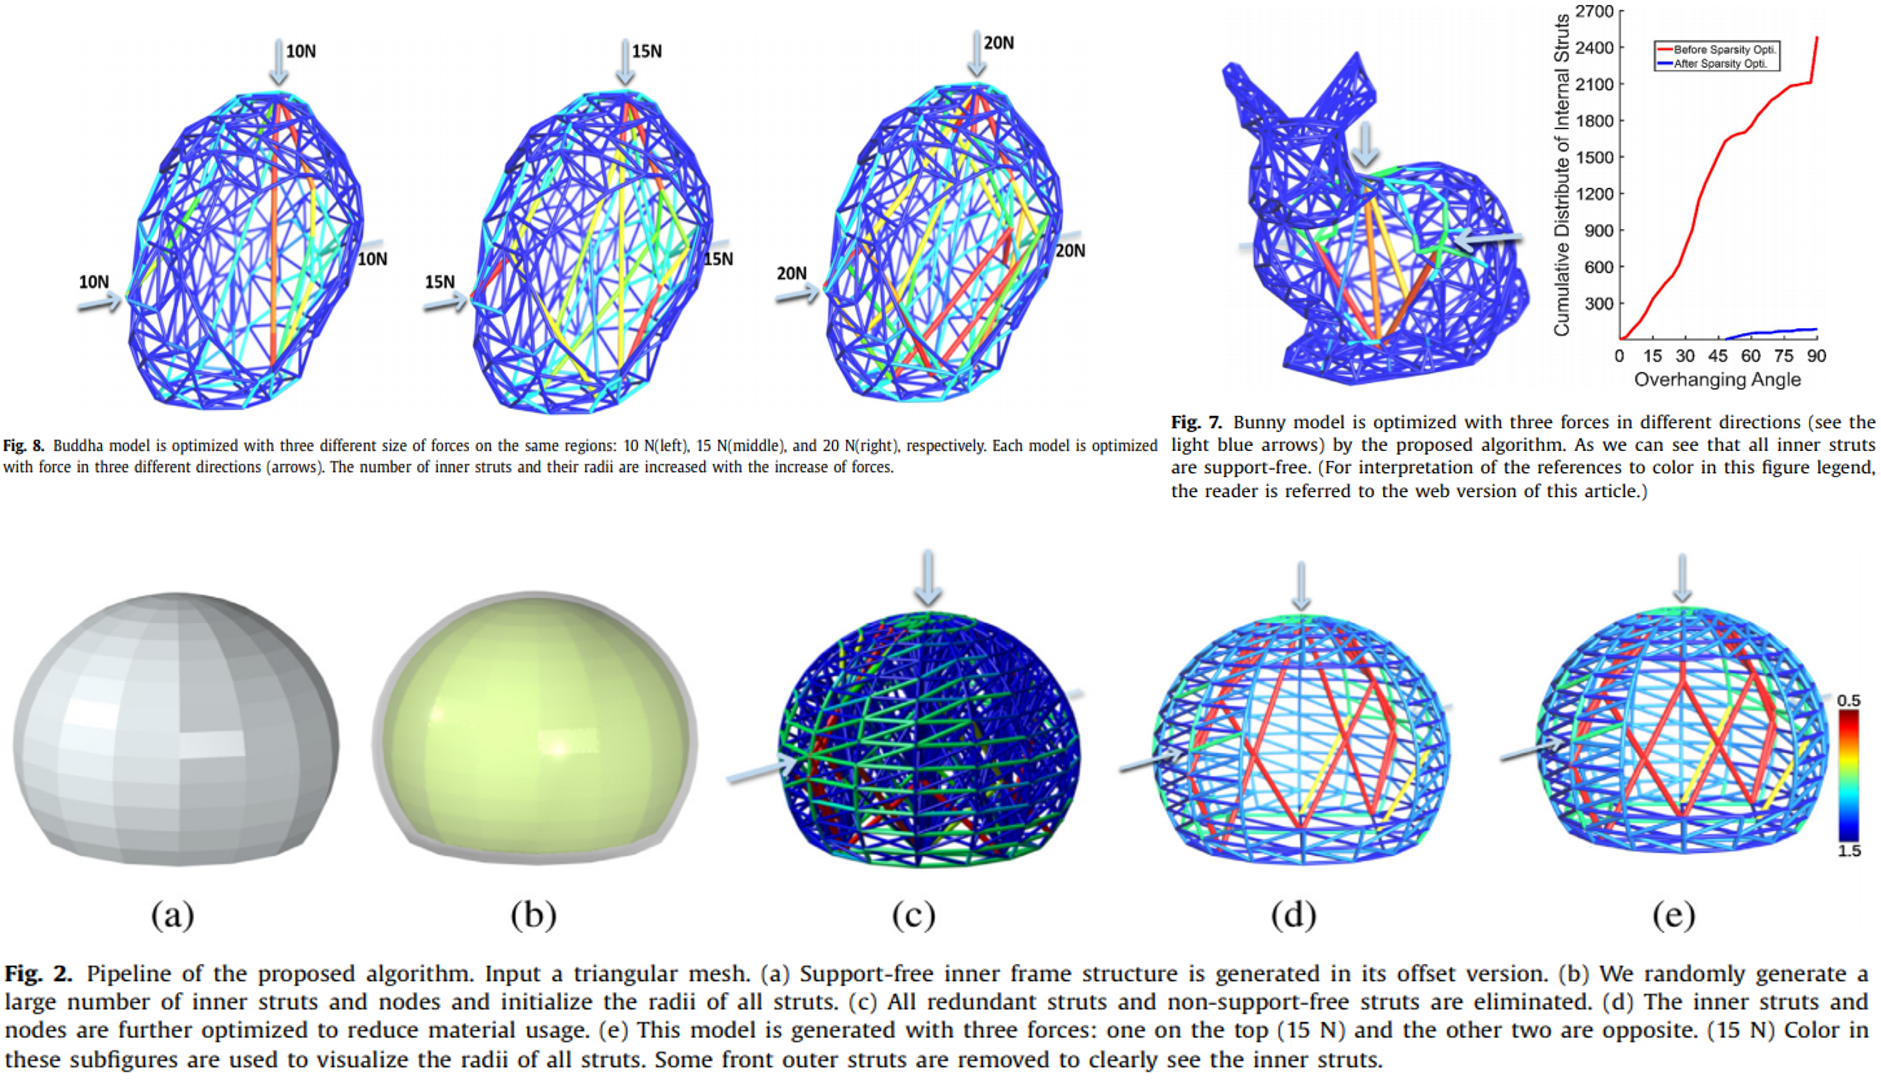 10N
10N
10N
15N
15N
15N
20N
20N
20N
Fig. 8. Buddha model is optimized with three different size of forces on the same regions: 10 N(left), 15 N(middle), and 20 N(right), respectively. Each model is optimized
with force in three different directions (arrows). The number of inner struts and their radii are increased with the increase of forces.
Cumulative Distribute of Internal Struts
2700
2400
2100
1800
1500
1200
900
600
300
Before Sparsity Opti.
After Sparsity Opti.
0 15 30 45 60 75 90
Overhanging Angle
Fig. 7. Bunny model is optimized with three forces in different directions (see the
light blue arrows) by the proposed algorithm. As we can see that all inner struts
are support-free. (For interpretation of the references to color in this figure legend,
the reader is referred to the web version of this article.)
0.5
1.5
(a) (b) (c) (d) (e)
Fig. 2. Pipeline of the proposed algorithm. Input a triangular mesh. (a) Support-free inner frame structure is generated in its offset version. (b) We randomly generate a
large number of inner struts and nodes and initialize the radii of all struts. (c) All redundant struts and non-support-free struts are eliminated. (d) The inner struts and
nodes are further optimized to reduce material usage. (e) This model is generated with three forces: one on the top (15 N) and the other two are opposite. (15 N) Color in
these subfigures are used to visualize the radii of all struts. Some front outer struts are removed to clearly see the inner struts.